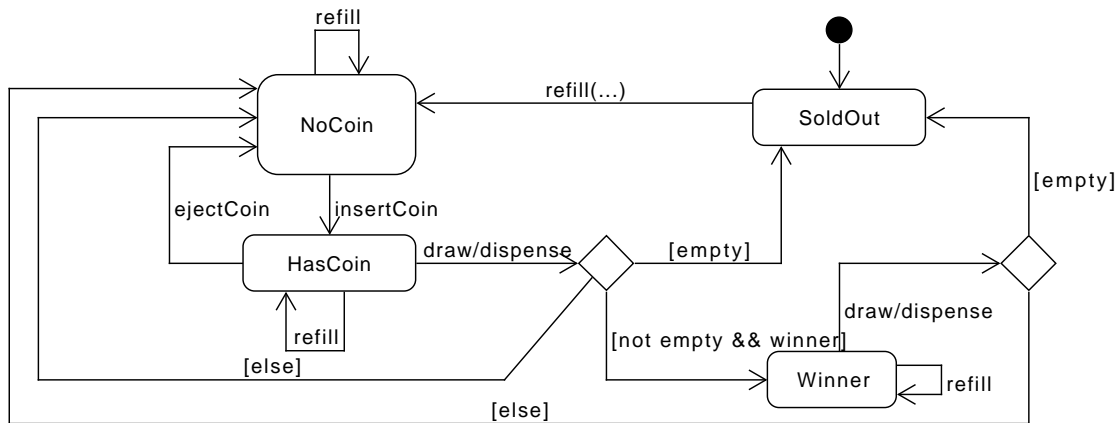 refill
refill(...)
NoCoin
SoldOut
[empty]
ejectCoin
insertCoin
HasCoin
draw/dispense
[empty]
draw/dispense
refill
[not empty && winner]
[else]
Winner
refill
[else]